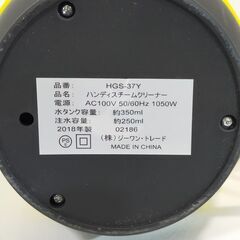 品番: HGS-37Y
品名: ハンディスチームクリーナー
電源: AC100V 50/60Hz 1050W
水タンク容量: 約350ml
注水容量: 約250ml
2018年製 02186
(株)ジーワン・トレード
MADE IN CHINA